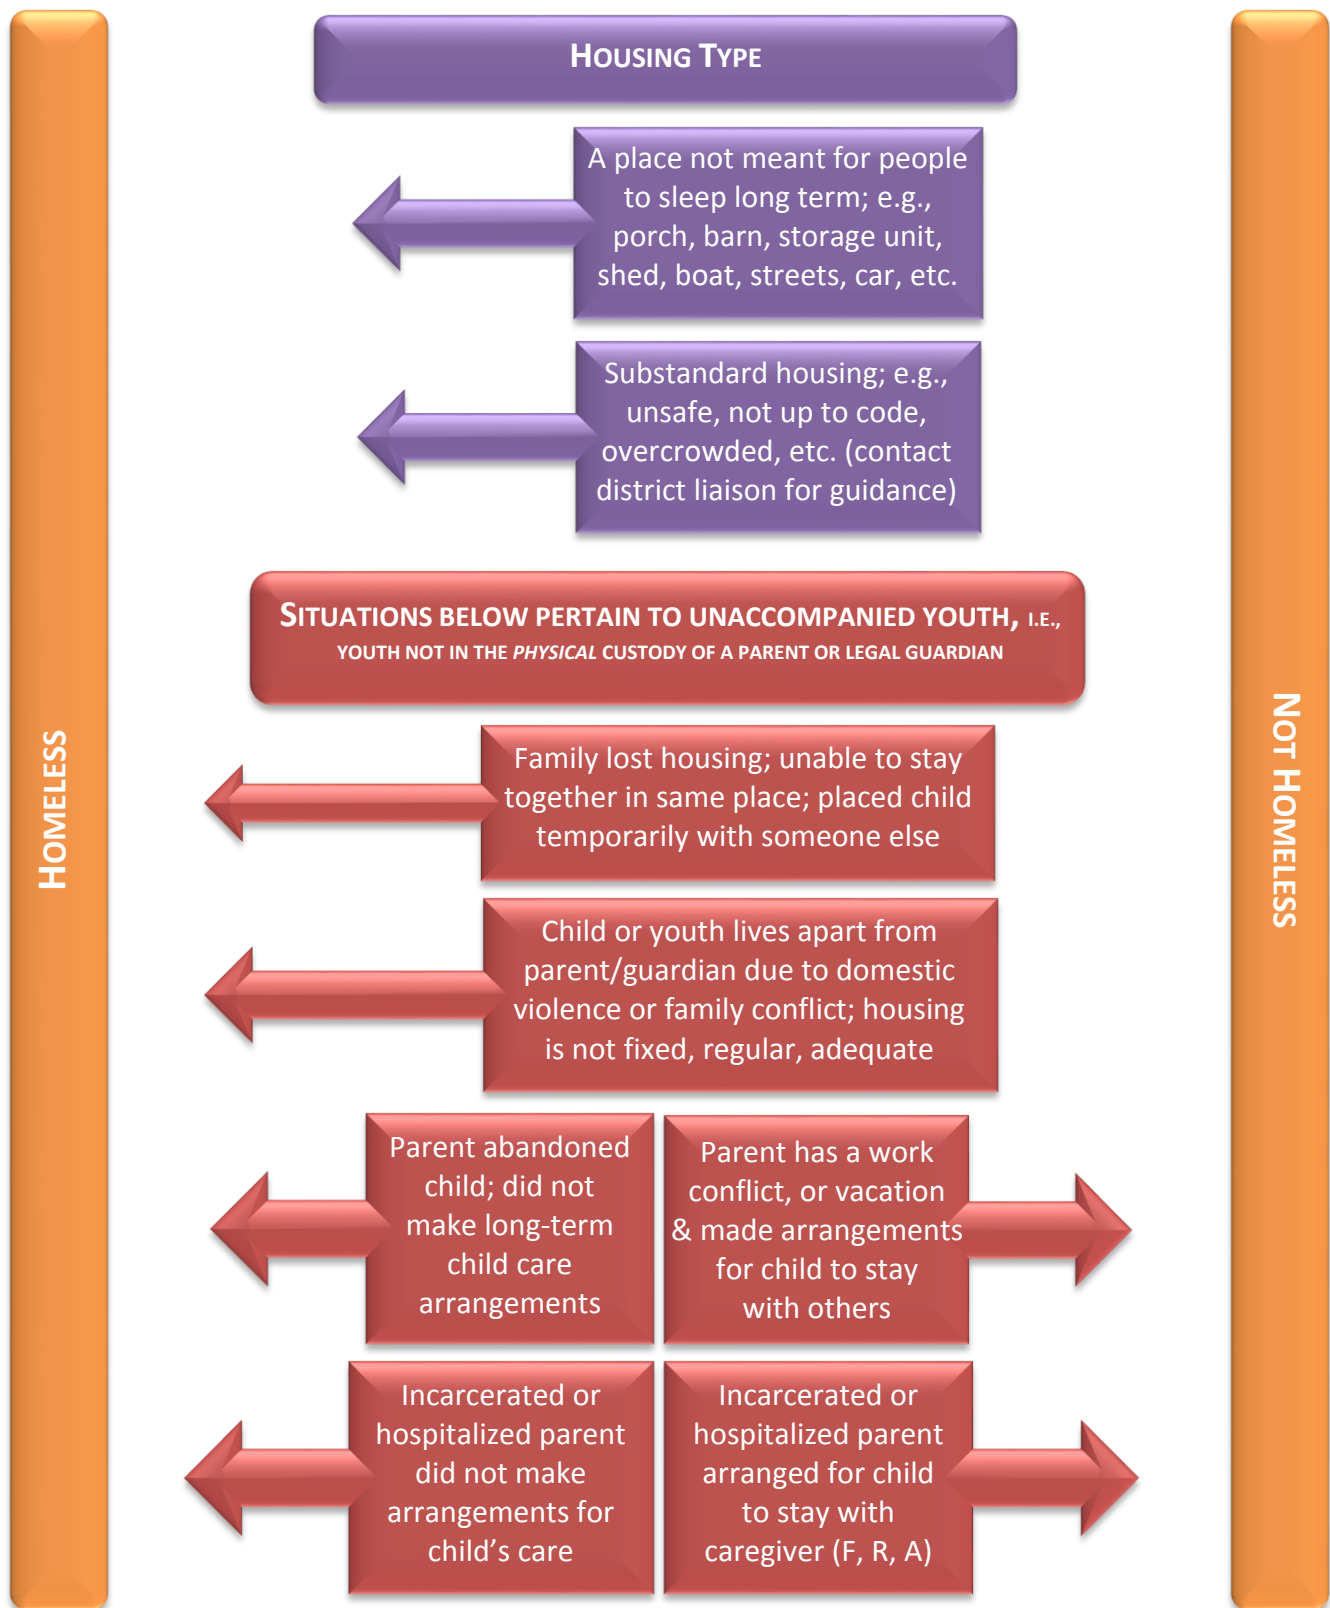 HOUSING TYPE
A place not meant for people
to sleep long term; e.g.,
porch, barn, storage unit,
shed, boat, streets, car, etc.
Substandard housing; e.g.,
unsafe, not up to code,
overcrowded, etc. (contact
district liaison for guidance)
SITUATIONS BELOW PERTAIN TO UNACCOMPANIED YOUTH, I.E.,
YOUTH NOT IN THE PHYSICAL CUSTODY OF A PARENT OR LEGAL GUARDIAN
HOMELESS
NOT HOMELESS
Family lost housing; unable to stay
together in same place; placed child
temporarily with someone else
Child or youth lives apart from
parent/guardian due to domestic
violence or family conflict; housing
is not fixed, regular, adequate
Parent abandoned
child; did not
make long-term
child care
arrangements
Parent has a work
conflict, or vacation
& made arrangements
for child to stay
with others
Incarcerated or
hospitalized parent
did not make
arrangements for
child’s care
Incarcerated or
hospitalized parent
arranged for child
to stay with
caregiver (F, R, A)